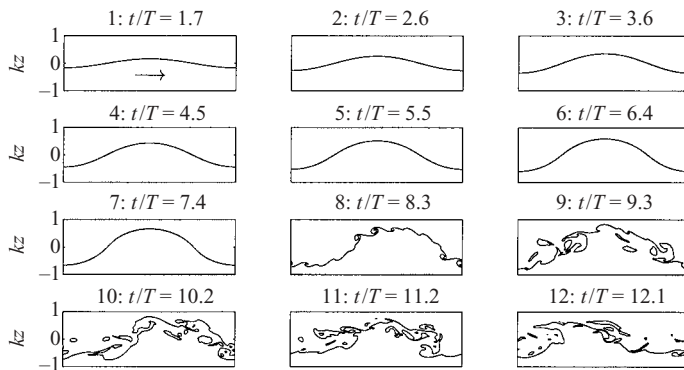 1: t/T = 1.7
2: t/T = 2.6
3: t/T = 3.6
1
kz
0
−1
4: t/T = 4.5
5: t/T = 5.5
6: t/T = 6.4
1
kz
0
−1
7: t/T = 7.4
8: t/T = 8.3
9: t/T = 9.3
1
kz
0
−1
10: t/T = 10.2
11: t/T = 11.2
12: t/T = 12.1
1
kz
0
−1